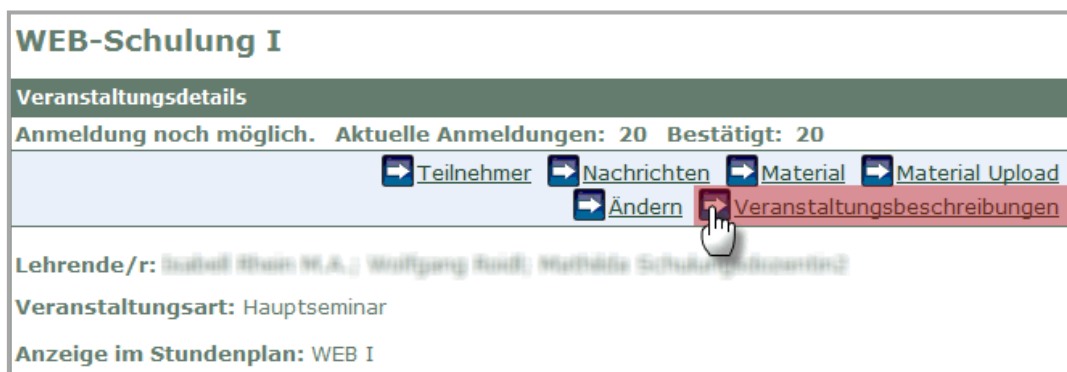 WEB-Schulung I
Veranstaltungsdetails
Anmeldung noch möglich. Aktuelle Anmeldungen: 20 Bestätigt: 20
Teilnehmer Nachrichten Material Material Upload
Ändern Veranstaltungsbeschreibungen
Lehrende/r:
Veranstaltungsart: Hauptseminar
Anzeige im Stundenplan: WEB I